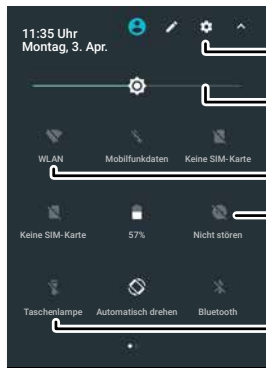 11:35 Uhr
Montag, 3. Apr.
WLAN Mobilfunkdaten Keine SIM-Karte
Keine SIM-Karte 57% Nicht stören
Taschenlampe Automatisch drehen Bluetooth